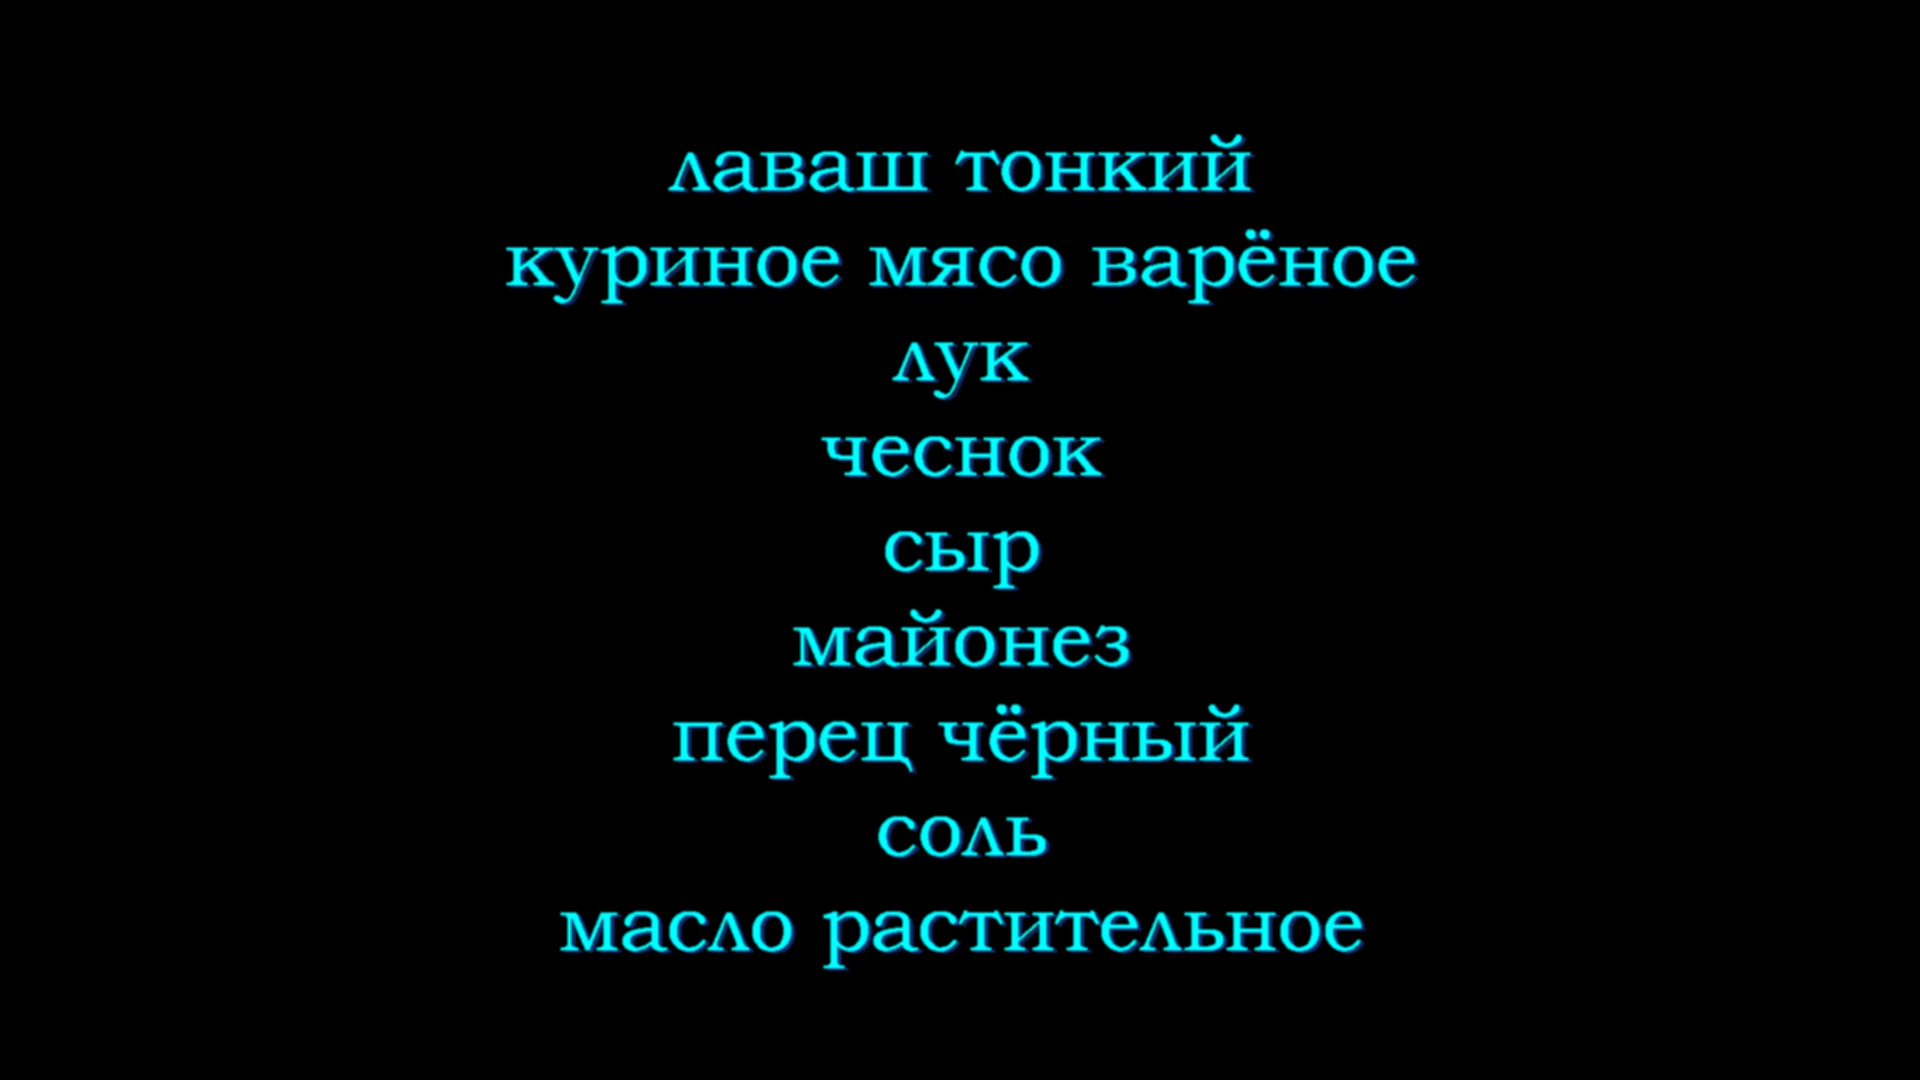 лаваш тонкий
куриное мясо варёное
лук
чеснок
сыр
майонез
перец чёрный
соль
масло растительное